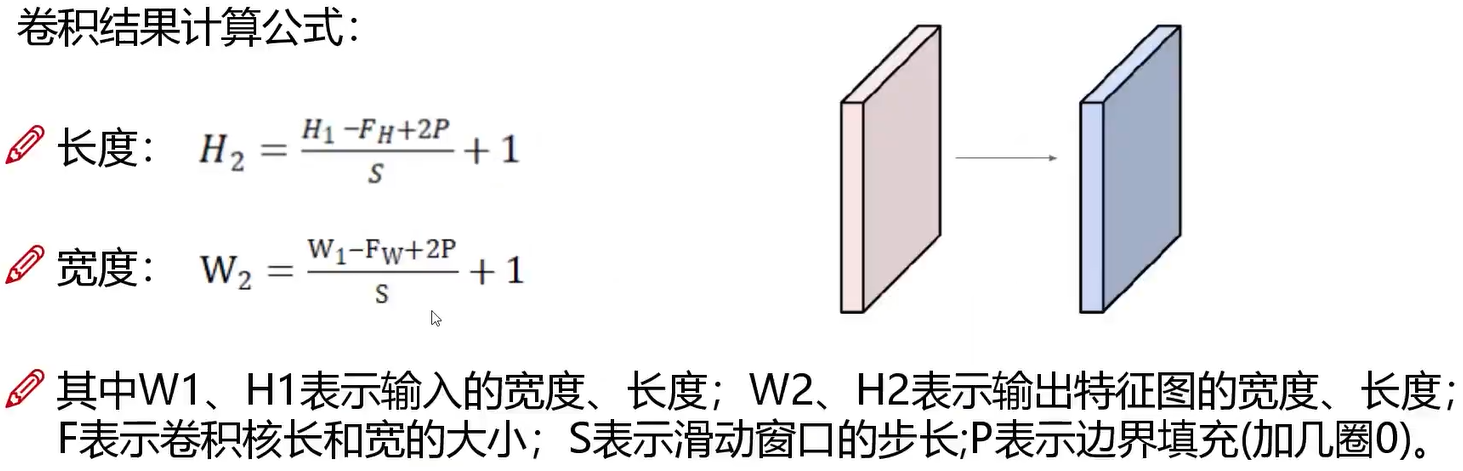 卷积结果计算公式：
长度： H₂ = (H₁ −F_H+2P)/S + 1
宽度： W₂ = (W₁−F_W+2P)/S + 1
其中W1、H1表示输入的宽度、长度；W2、H2表示输出特征图的宽度、长度；
F表示卷积核长和宽的大小；S表示滑动窗口的步长;P表示边界填充(加几圈0)。